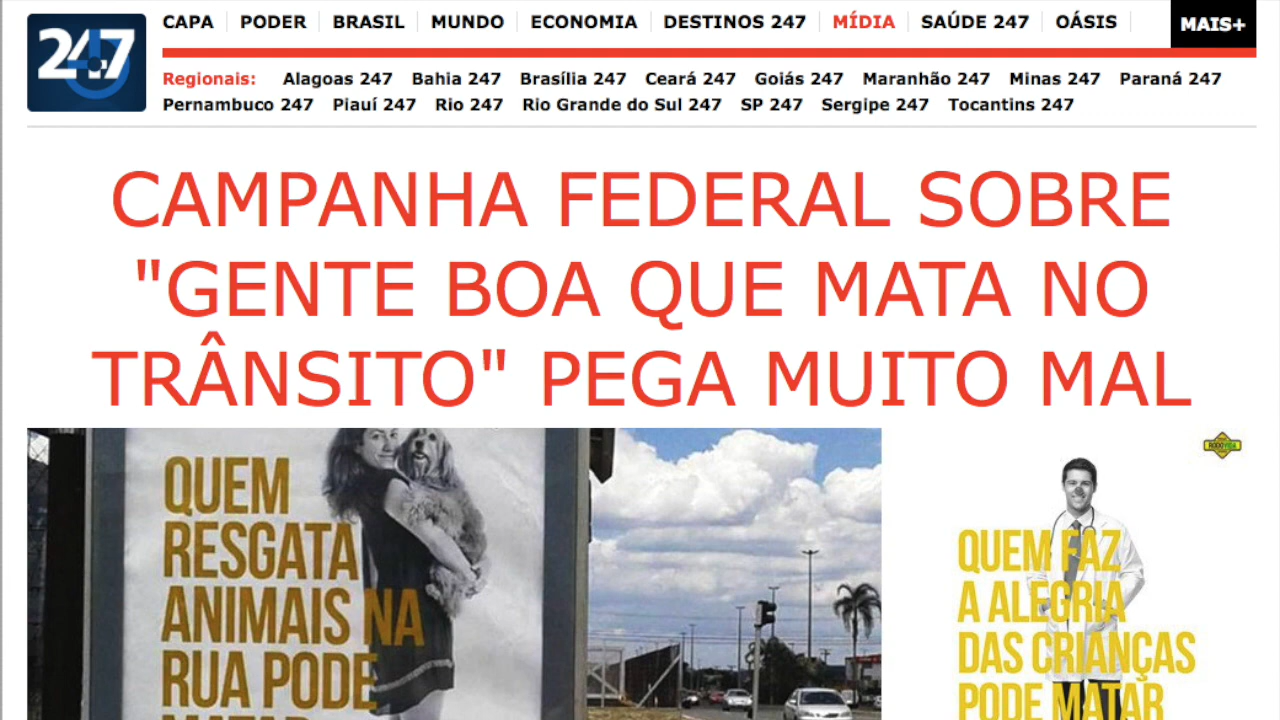 247
CAPA PODER BRASIL MUNDO ECONOMIA DESTINOS 247 MÍDIA SAÚDE 247 OÁSIS MAIS+
Regionais: Alagoas 247 Bahia 247 Brasília 247 Ceará 247 Goiás 247 Maranhão 247 Minas 247 Paraná 247
Pernambuco 247 Piauí 247 Rio 247 Rio Grande do Sul 247 SP 247 Sergipe 247 Tocantins 247
CAMPANHA FEDERAL SOBRE
"GENTE BOA QUE MATA NO
TRÂNSITO" PEGA MUITO MAL
QUEM
RESGATA
ANIMAIS NA
RUA PODE
MATAR
RODOVIDA
QUEM FAZ
A ALEGRIA
DAS CRIANÇAS
PODE MATAR